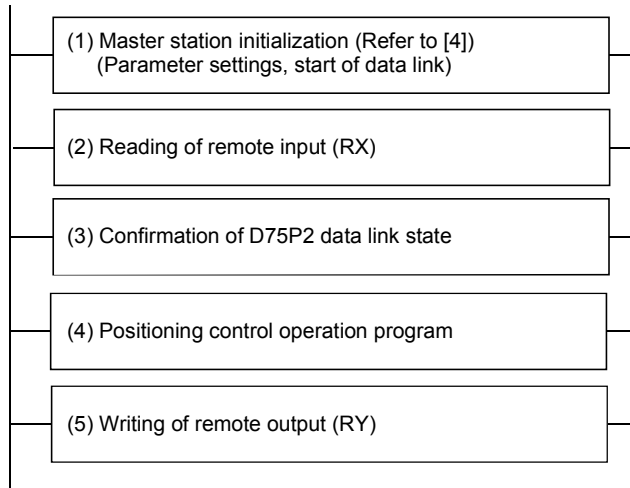 (1) Master station initialization (Refer to [4])
(Parameter settings, start of data link)
(2) Reading of remote input (RX)
(3) Confirmation of D75P2 data link state
(4) Positioning control operation program
(5) Writing of remote output (RY)